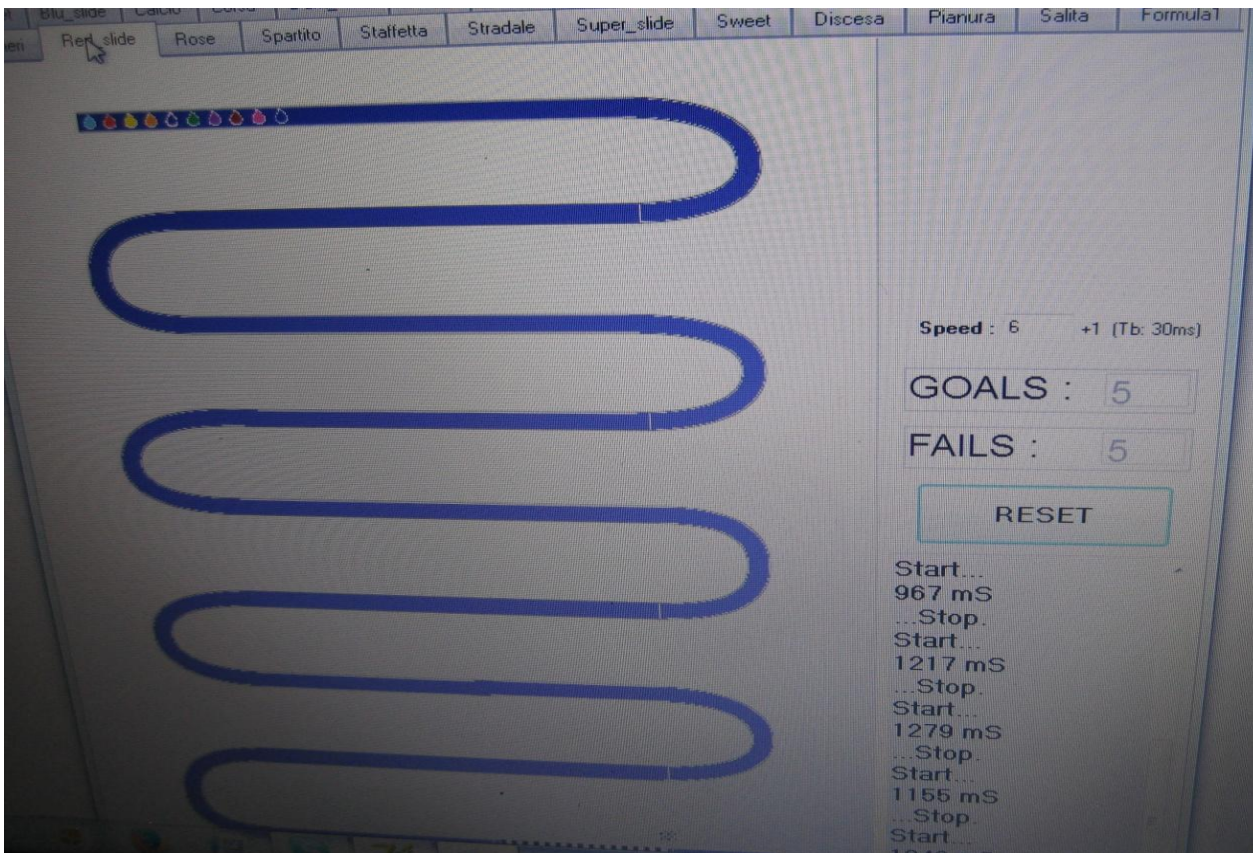 Blu_slide Calcio
Super_slide Sweet Discesa Pianura Salita Formula1
Red_slide Rose Spartito Staffetta Stradale
Speed : 6 +1 (Tb: 30ms)
GOALS : 5
FAILS : 5
RESET
Start...
967 mS
...Stop.
Start...
1217 mS
...Stop.
Start...
1279 mS
...Stop.
Start...
1155 mS
...Stop.
Start...